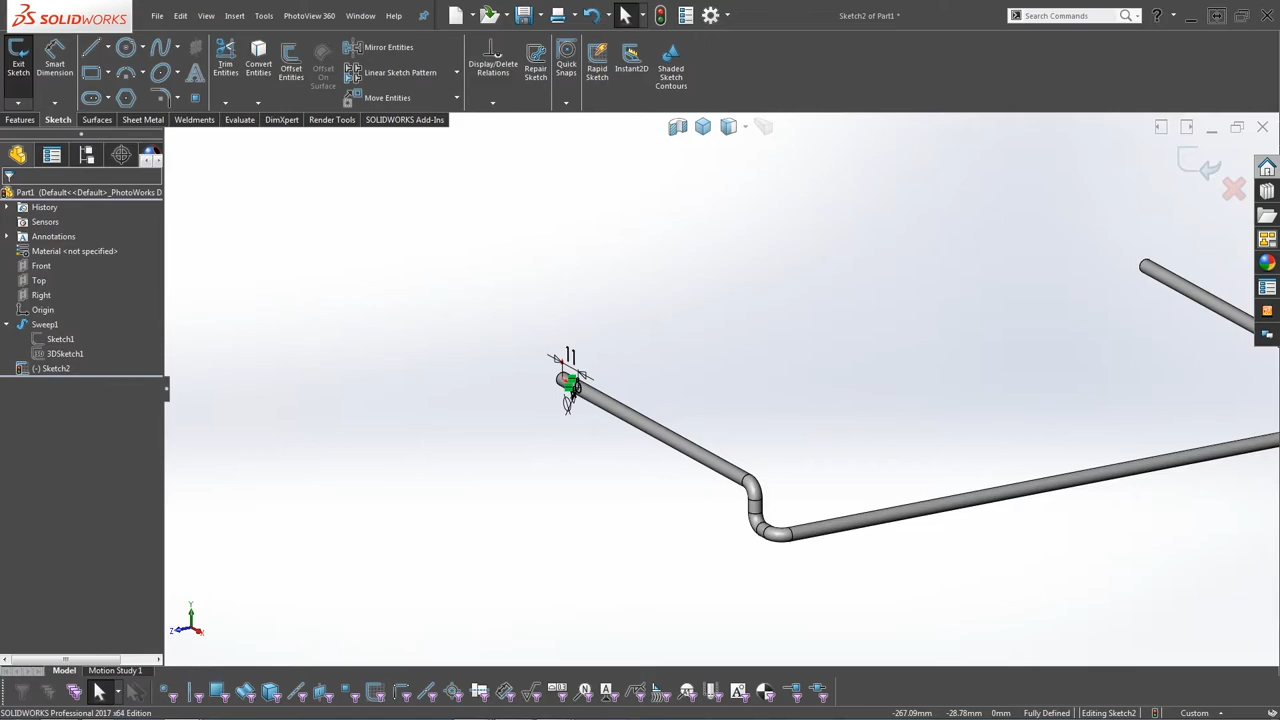 SOLIDWORKS
File Edit View Insert Tools PhotoView 360 Window Help
Sketch2 of Part1 *
Search Commands
Exit Sketch
Smart Dimension
Trim Entities
Convert Entities
Offset Entities
Offset On Surface
Mirror Entities
Linear Sketch Pattern
Move Entities
Display/Delete Relations
Repair Sketch
Quick Snaps
Rapid Sketch
Instant2D
Shaded Sketch Contours
Features Sketch Surfaces Sheet Metal Weldments Evaluate DimXpert Render Tools SOLIDWORKS Add-Ins
Part1 (Default<<Default>_PhotoWorks D
History
Sensors
Annotations
Material <not specified>
Front
Top
Right
Origin
Sweep1
Sketch1
3DSketch1
(-) Sketch2
11
Y
Z
X
Model Motion Study 1
SOLIDWORKS Professional 2017 x64 Edition
-267.09mm -28.78mm 0mm Fully Defined Editing Sketch2 Custom